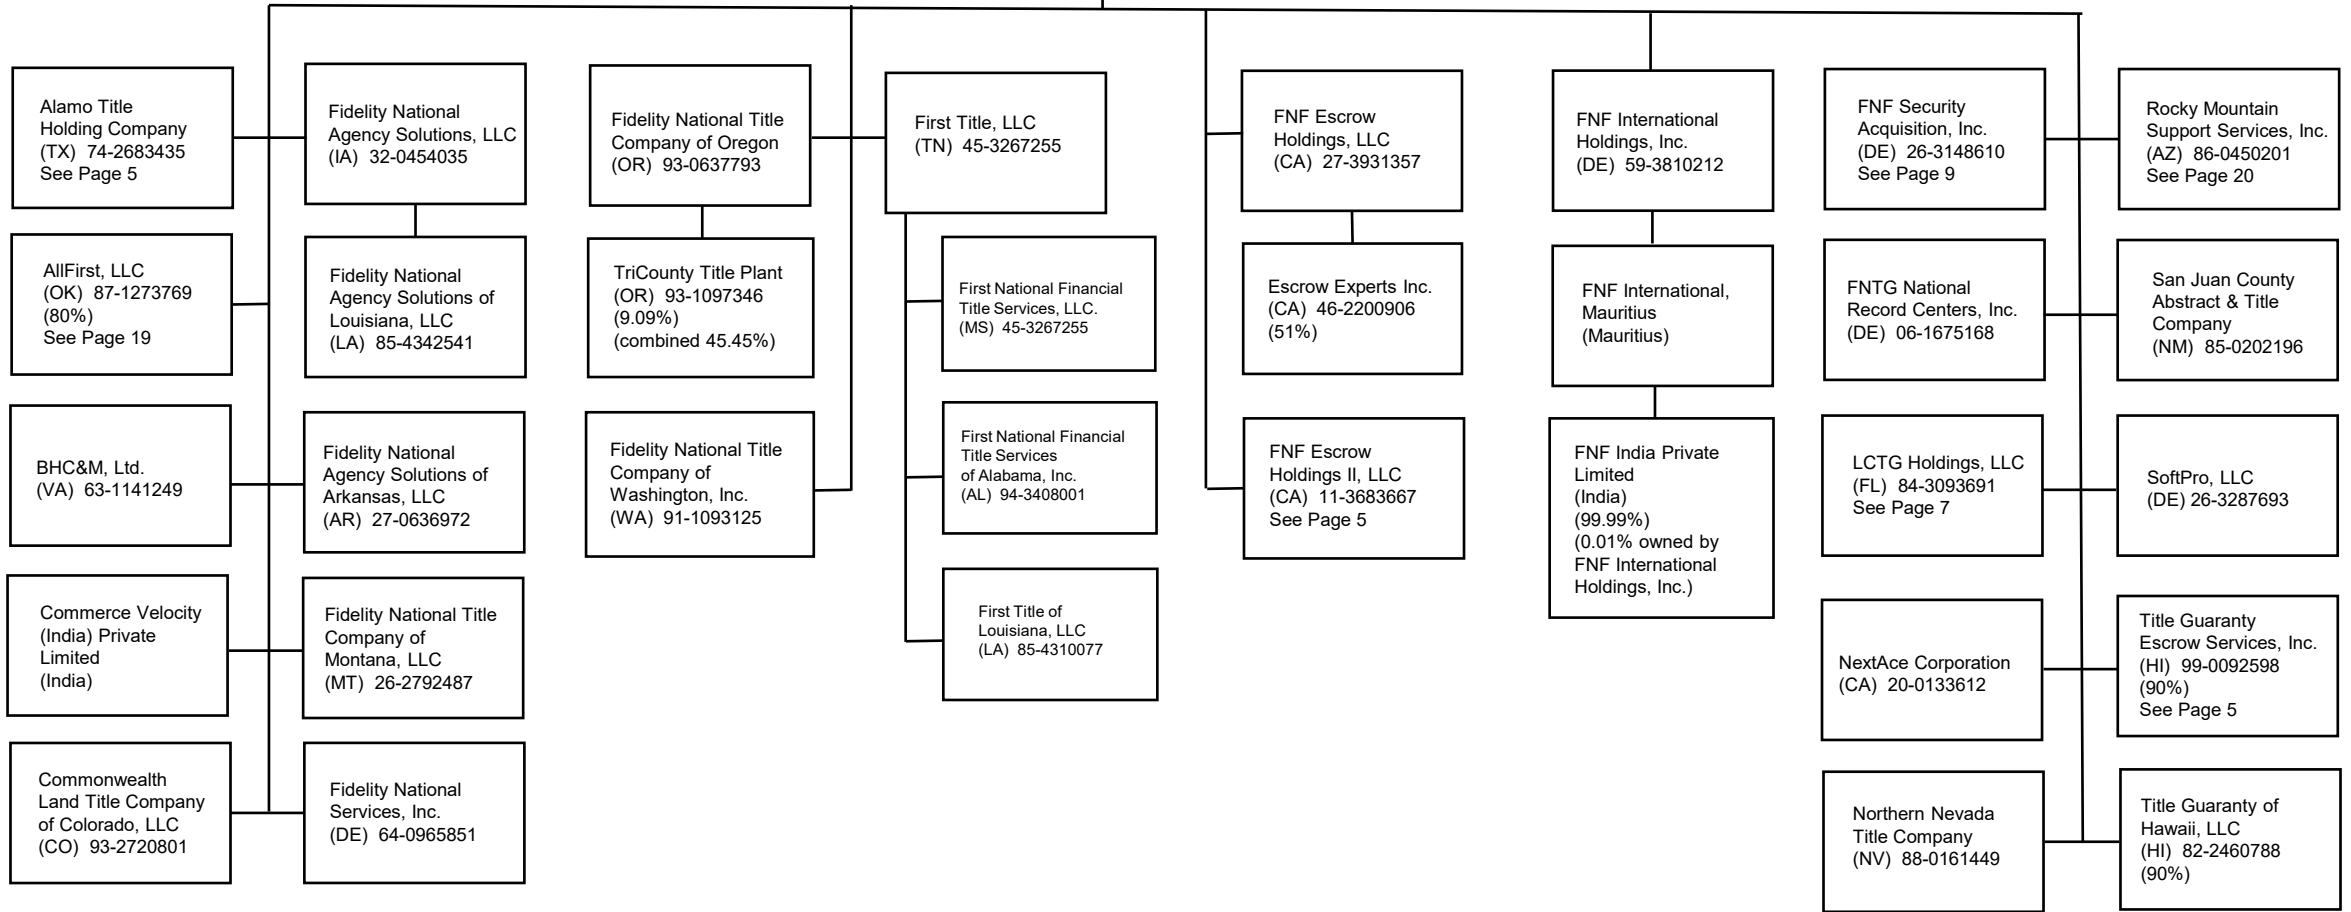 Alamo Title
Holding Company
(TX) 74-2683435
See Page 5
AllFirst, LLC
(OK) 87-1273769
(80%)
See Page 19
BHC&M, Ltd.
(VA) 63-1141249
Commerce Velocity
(India) Private
Limited
(India)
Commonwealth
Land Title Company
of Colorado, LLC
(CO) 93-2720801
Fidelity National
Agency Solutions, LLC
(IA) 32-0454035
Fidelity National
Agency Solutions of
Louisiana, LLC
(LA) 85-4342541
Fidelity National
Agency Solutions of
Arkansas, LLC
(AR) 27-0636972
Fidelity National Title
Company of
Montana, LLC
(MT) 26-2792487
Fidelity National
Services, Inc.
(DE) 64-0965851
Fidelity National Title
Company of Oregon
(OR) 93-0637793
TriCounty Title Plant
(OR) 93-1097346
(9.09%)
(combined 45.45%)
Fidelity National Title
Company of
Washington, Inc.
(WA) 91-1093125
First Title, LLC
(TN) 45-3267255
First National Financial
Title Services, LLC.
(MS) 45-3267255
First National Financial
Title Services
of Alabama, Inc.
(AL) 94-3408001
First Title of
Louisiana, LLC
(LA) 85-4310077
FNF Escrow
Holdings, LLC
(CA) 27-3931357
Escrow Experts Inc.
(CA) 46-2200906
(51%)
FNF Escrow
Holdings II, LLC
(CA) 11-3683667
See Page 5
FNF International
Holdings, Inc.
(DE) 59-3810212
FNF International,
Mauritius
(Mauritius)
FNF India Private
Limited
(India)
(99.99%)
(0.01% owned by
FNF International
Holdings, Inc.)
FNF Security
Acquisition, Inc.
(DE) 26-3148610
See Page 9
FNTG National
Record Centers, Inc.
(DE) 06-1675168
LCTG Holdings, LLC
(FL) 84-3093691
See Page 7
NextAce Corporation
(CA) 20-0133612
Northern Nevada
Title Company
(NV) 88-0161449
Rocky Mountain
Support Services, Inc.
(AZ) 86-0450201
See Page 20
San Juan County
Abstract & Title
Company
(NM) 85-0202196
SoftPro, LLC
(DE) 26-3287693
Title Guaranty
Escrow Services, Inc.
(HI) 99-0092598
(90%)
See Page 5
Title Guaranty of
Hawaii, LLC
(HI) 82-2460788
(90%)